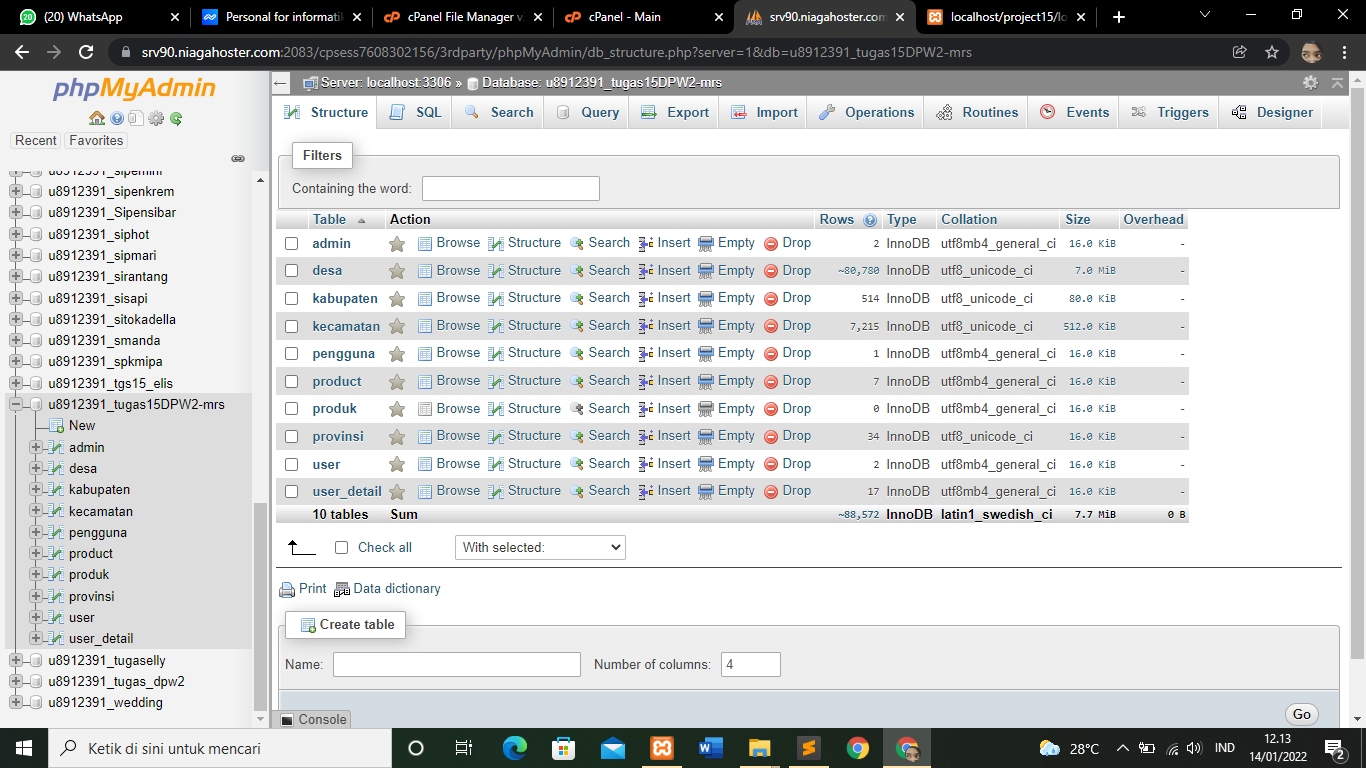 (20) WhatsApp
Personal for informatik
cPanel File Manager v
cPanel - Main
srv90.niagahoster.com
localhost/project15/lo
srv90.niagahoster.com:2083/cpsess7608302156/3rdparty/phpMyAdmin/db_structure.php?server=1&db=u8912391_tugas15DPW2-mrs
phpMyAdmin
Recent Favorites
u8912391_sipemini
u8912391_sipenkrem
u8912391_Sipensibar
u8912391_siphot
u8912391_sipmari
u8912391_sirantang
u8912391_sisapi
u8912391_sitokadella
u8912391_smanda
u8912391_spkmipa
u8912391_tgs15_elis
u8912391_tugas15DPW2-mrs
New
admin
desa
kabupaten
kecamatan
pengguna
product
produk
provinsi
user
user_detail
u8912391_tugaselly
u8912391_tugas_dpw2
u8912391_wedding
Server: localhost:3306 » Database: u8912391_tugas15DPW2-mrs
Structure SQL Search Query Export Import Operations Routines Events Triggers Designer
Filters
Containing the word:
Table Action Rows Type Collation Size Overhead
admin Browse Structure Search Insert Empty Drop 2 InnoDB utf8mb4_general_ci 16.0 KiB -
desa Browse Structure Search Insert Empty Drop ~80,780 InnoDB utf8_unicode_ci 7.0 MiB -
kabupaten Browse Structure Search Insert Empty Drop 514 InnoDB utf8_unicode_ci 80.0 KiB -
kecamatan Browse Structure Search Insert Empty Drop 7,215 InnoDB utf8_unicode_ci 512.0 KiB -
pengguna Browse Structure Search Insert Empty Drop 1 InnoDB utf8mb4_general_ci 16.0 KiB -
product Browse Structure Search Insert Empty Drop 7 InnoDB utf8mb4_general_ci 16.0 KiB -
produk Browse Structure Search Insert Empty Drop 0 InnoDB utf8mb4_general_ci 16.0 KiB -
provinsi Browse Structure Search Insert Empty Drop 34 InnoDB utf8_unicode_ci 16.0 KiB -
user Browse Structure Search Insert Empty Drop 2 InnoDB utf8mb4_general_ci 16.0 KiB -
user_detail Browse Structure Search Insert Empty Drop 17 InnoDB utf8mb4_general_ci 16.0 KiB -
10 tables Sum ~88,572 InnoDB latin1_swedish_ci 7.7 MiB 0 B
Check all With selected:
Print Data dictionary
Create table
Name: Number of columns: 4
Go
Console
Ketik di sini untuk mencari
28°C
IND
12.13
14/01/2022
2